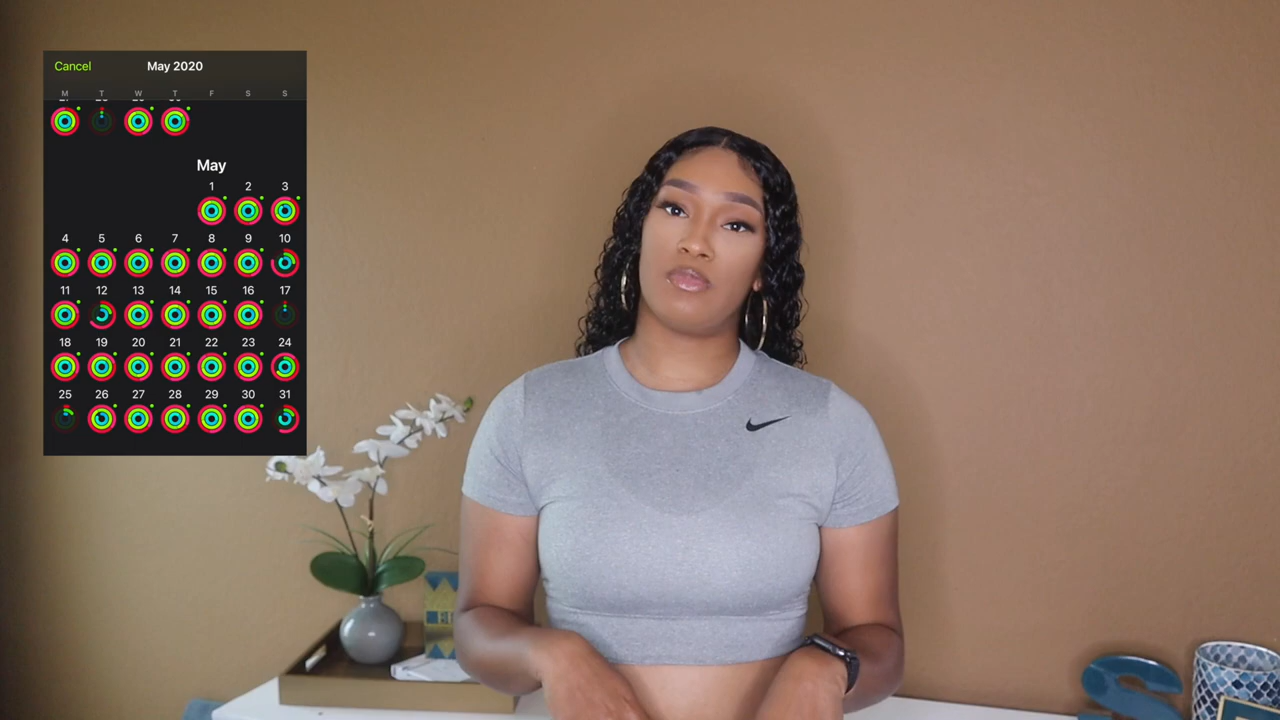 Cancel May 2020
M T W T F S S
May
1 2 3
4 5 6 7 8 9 10
11 12 13 14 15 16 17
18 19 20 21 22 23 24
25 26 27 28 29 30 31